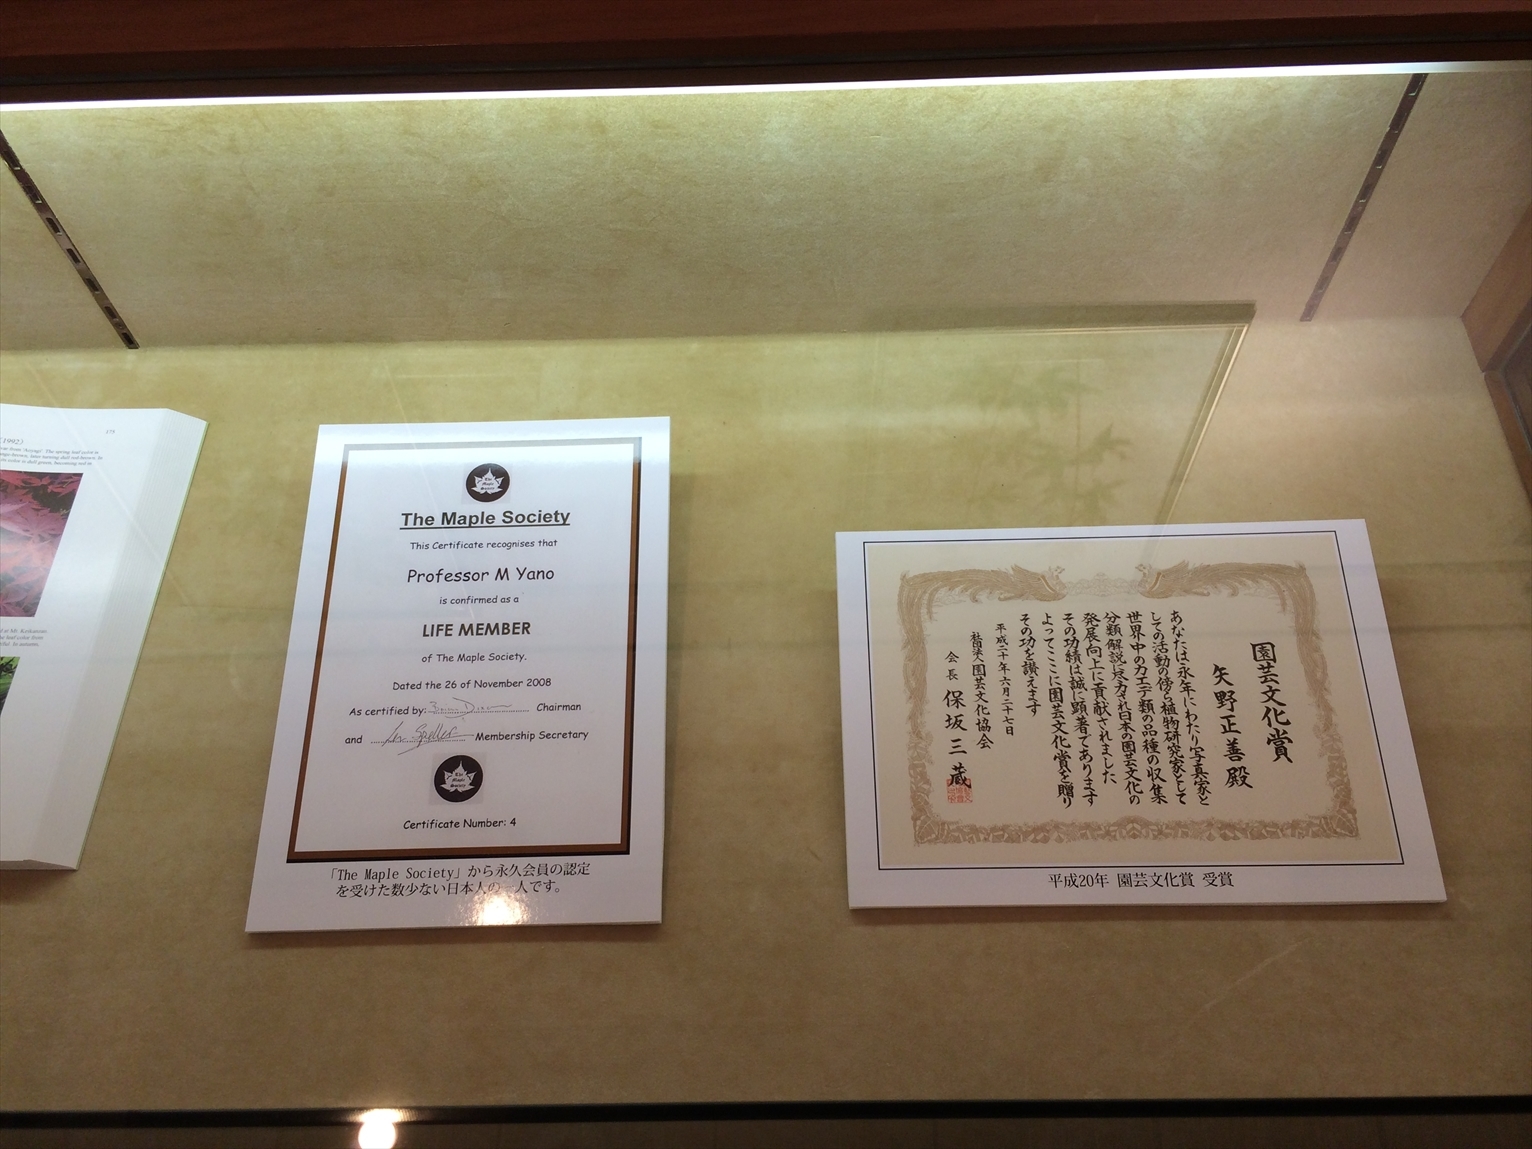 (1992)
175
The Maple Society
The Maple Society
This Certificate recognises that
Professor M Yano
is confirmed as a
LIFE MEMBER
of The Maple Society.
Dated the 26 of November 2008
As certified by: Chairman
and Membership Secretary
The Maple Society
Certificate Number: 4
「The Maple Society」から永久会員の認定
を受けた数少ない日本人の一人です。
園芸文化賞
矢野正善殿
あなたは永年にわたり写真家と
しての活動の傍ら植物研究家として
世界中のカエデ類の品種の収集
分類解説に尽力され日本の園芸文化の
発展向上に貢献されました
その功績は誠に顕著であります
よってここに園芸文化賞を贈り
その功を讃えます
平成二十年六月二十七日
社団法人園芸文化協会
会長 保坂三蔵
平成20年 園芸文化賞 受賞